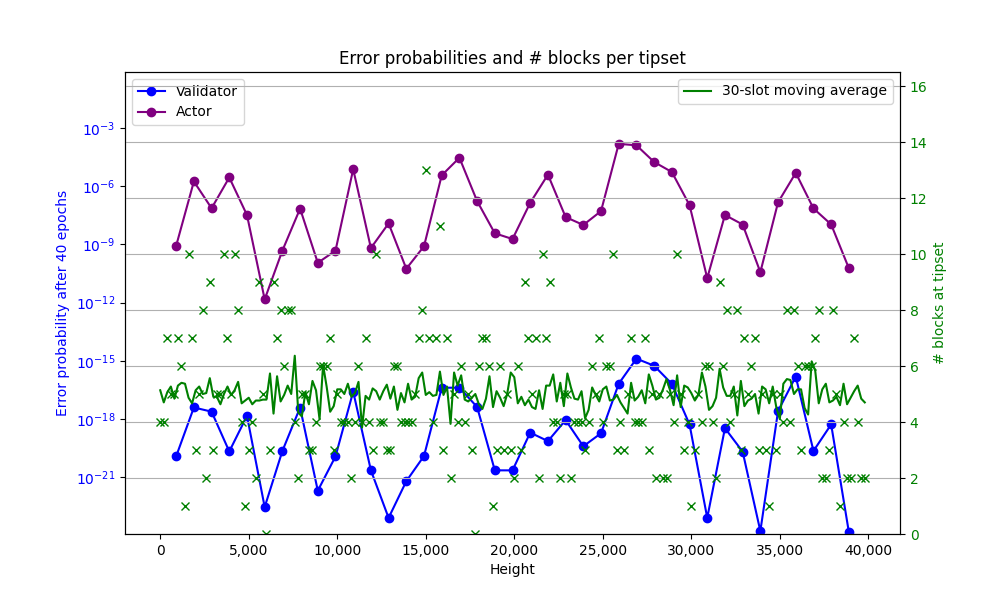 Error probabilities and # blocks per tipset
Validator
Actor
30-slot moving average
Error probability after 40 epochs
10⁻³
10⁻⁶
10⁻⁹
10⁻¹²
10⁻¹⁵
10⁻¹⁸
10⁻²¹
16
14
12
10
8
6
4
2
0
# blocks at tipset
0 5,000 10,000 15,000 20,000 25,000 30,000 35,000 40,000
Height